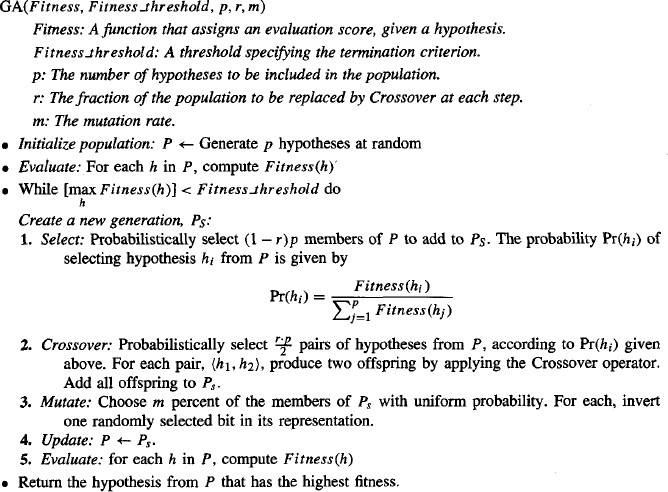 GA(Fitness, Fitness_threshold, p, r, m)
Fitness: A function that assigns an evaluation score, given a hypothesis.
Fitness_threshold: A threshold specifying the termination criterion.
p: The number of hypotheses to be included in the population.
r: The fraction of the population to be replaced by Crossover at each step.
m: The mutation rate.
• Initialize population: P ← Generate p hypotheses at random
• Evaluate: For each h in P, compute Fitness(h)
• While [max Fitness(h)] < Fitness_threshold do
h
Create a new generation, PS:
1. Select: Probabilistically select (1 − r)p members of P to add to PS. The probability Pr(hi) of
selecting hypothesis hi from P is given by
Pr(hi) = Fitness(hi) / ∑_{j=1}^{p} Fitness(hj)
2. Crossover: Probabilistically select r·p/2 pairs of hypotheses from P, according to Pr(hi) given
above. For each pair, ⟨h1, h2⟩, produce two offspring by applying the Crossover operator.
Add all offspring to Ps.
3. Mutate: Choose m percent of the members of Ps with uniform probability. For each, invert
one randomly selected bit in its representation.
4. Update: P ← Ps.
5. Evaluate: for each h in P, compute Fitness(h)
• Return the hypothesis from P that has the highest fitness.